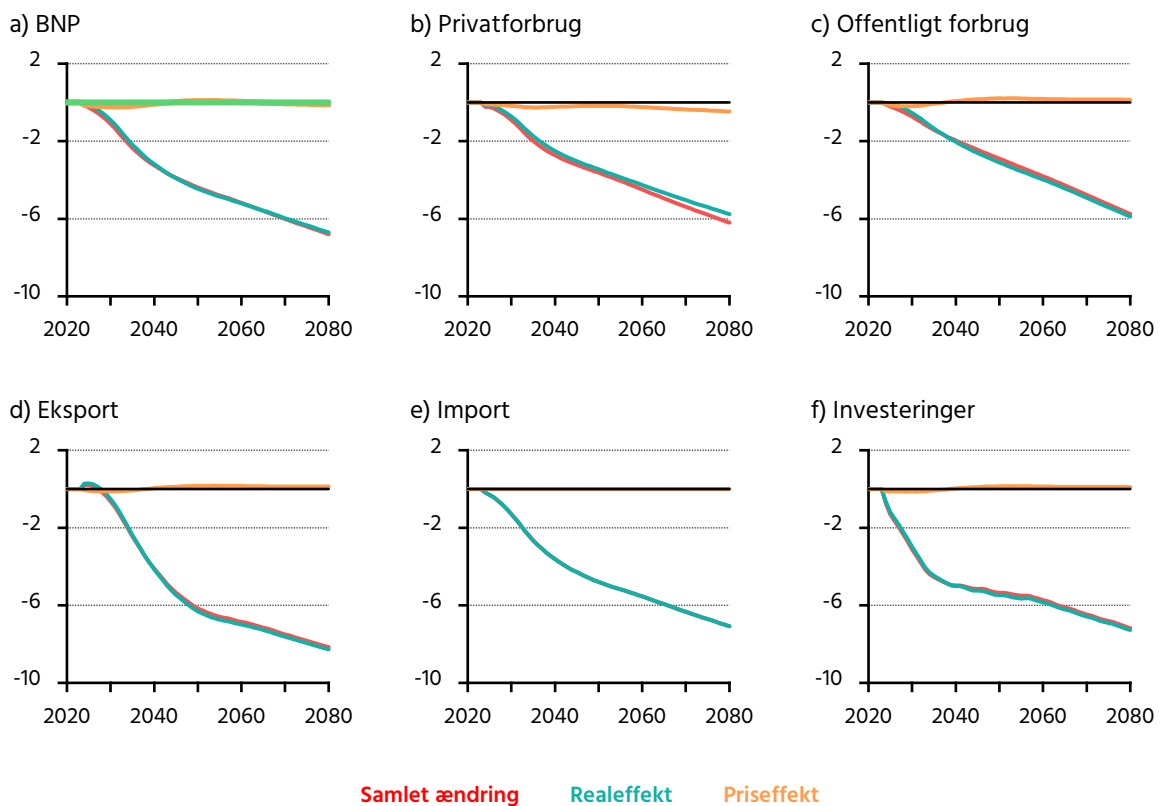 a) BNP
2
-2
-6
-10
2020 2040 2060 2080
b) Privatforbrug
2
-2
-6
-10
2020 2040 2060 2080
c) Offentligt forbrug
2
-2
-6
-10
2020 2040 2060 2080
d) Eksport
2
-2
-6
-10
2020 2040 2060 2080
e) Import
2
-2
-6
-10
2020 2040 2060 2080
f) Investeringer
2
-2
-6
-10
2020 2040 2060 2080
Samlet ændring Realeffekt Priseffekt